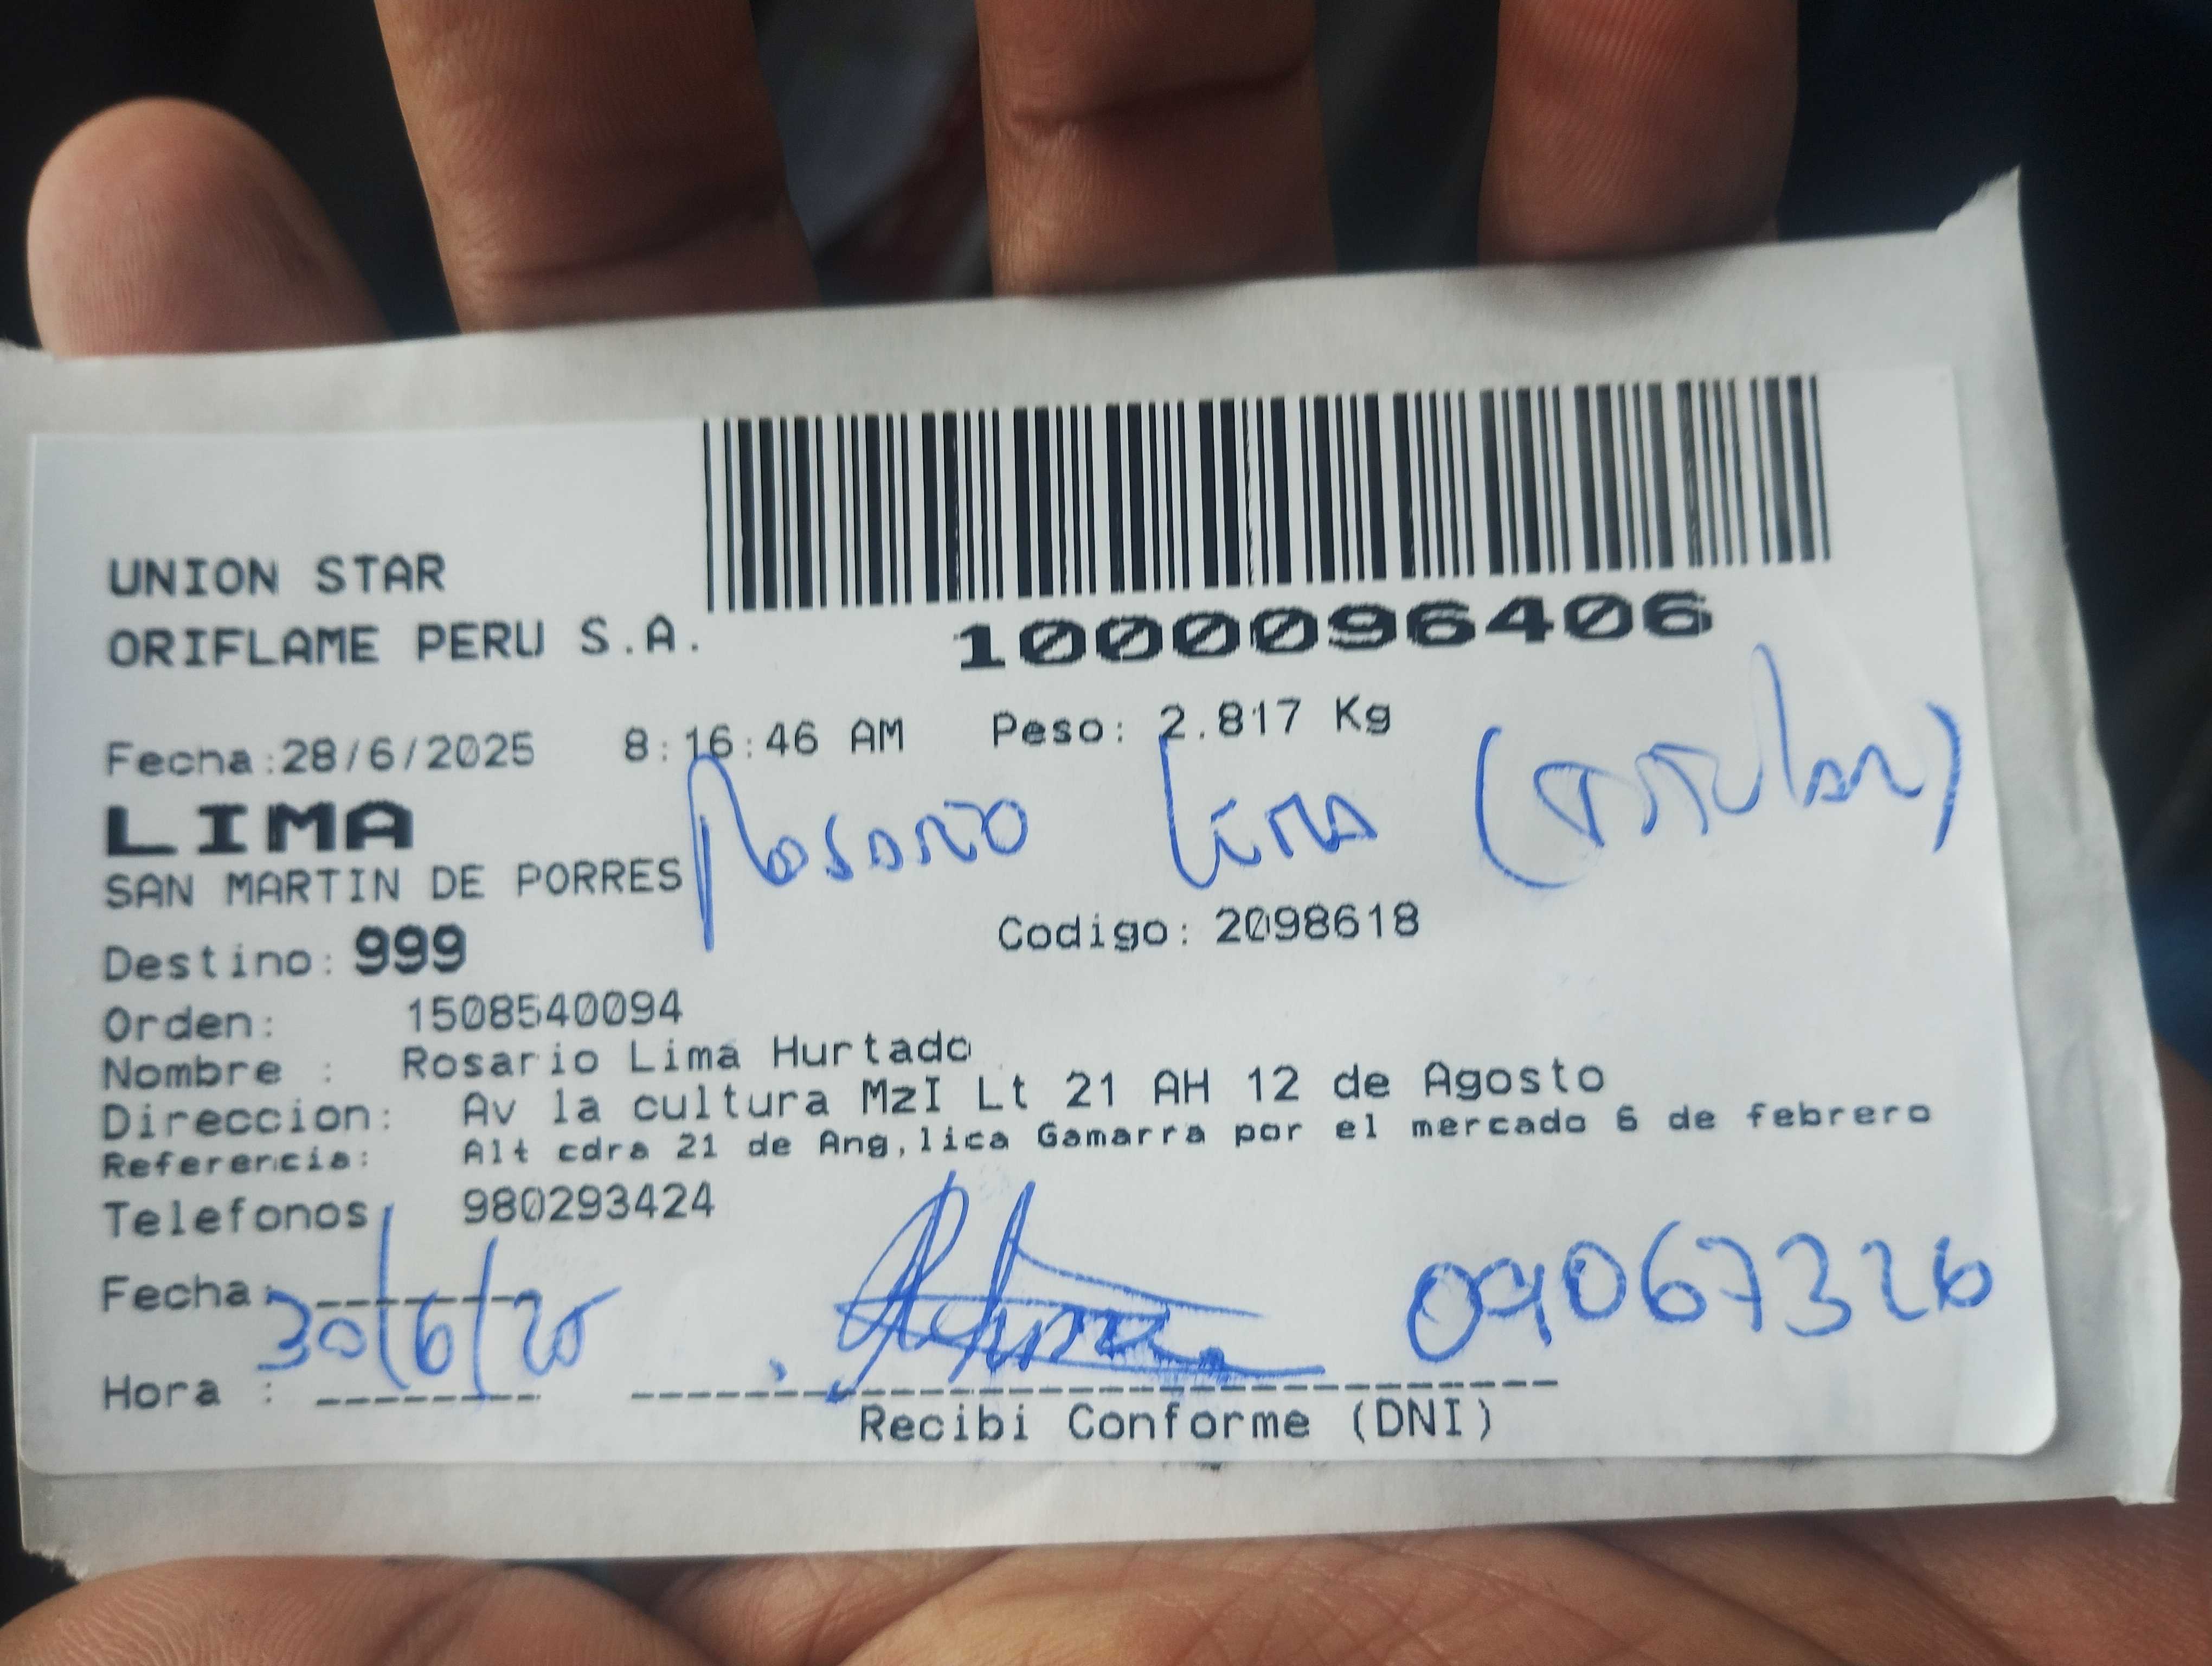 UNION STAR
ORIFLAME PERU S.A.
1000096406
Fecha:28/6/2025 8:16:46 AM Peso: 2.817 Kg
LIMA
Rosario Lima (Titular)
SAN MARTIN DE PORRES
Codigo: 2098618
Destino: 999
Orden: 1508540094
Nombre : Rosario Lima Hurtado
Direccion: Av la cultura MzI Lt 21 AH 12 de Agosto
Referencia: Alt cdra 21 de Ang,lica Gamarra por el mercado 6 de febrero
Telefonos 980293424
Fecha: 30/6/25 09067326
Hora :
Recibi Conforme (DNI)